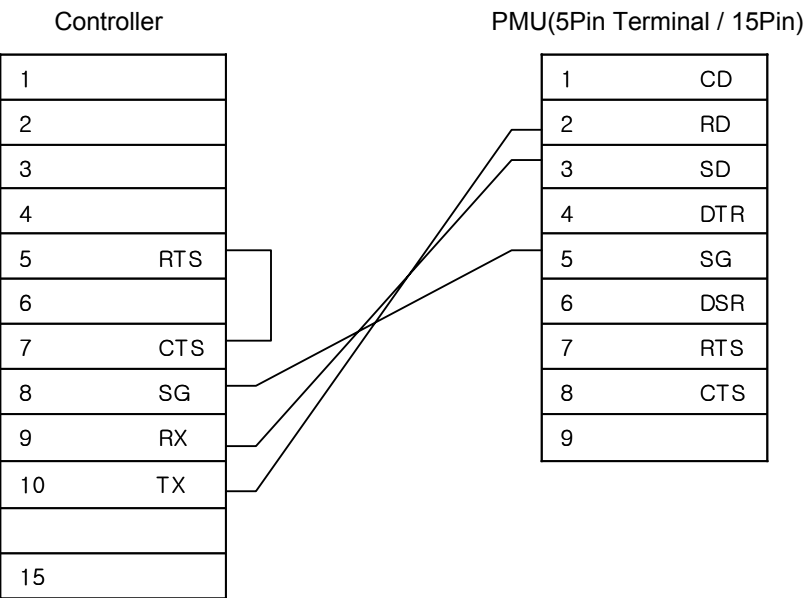 Controller
PMU(5Pin Terminal / 15Pin)
1
2
3
4
5 RTS
6
7 CTS
8 SG
9 RX
10 TX
15
1 CD
2 RD
3 SD
4 DTR
5 SG
6 DSR
7 RTS
8 CTS
9